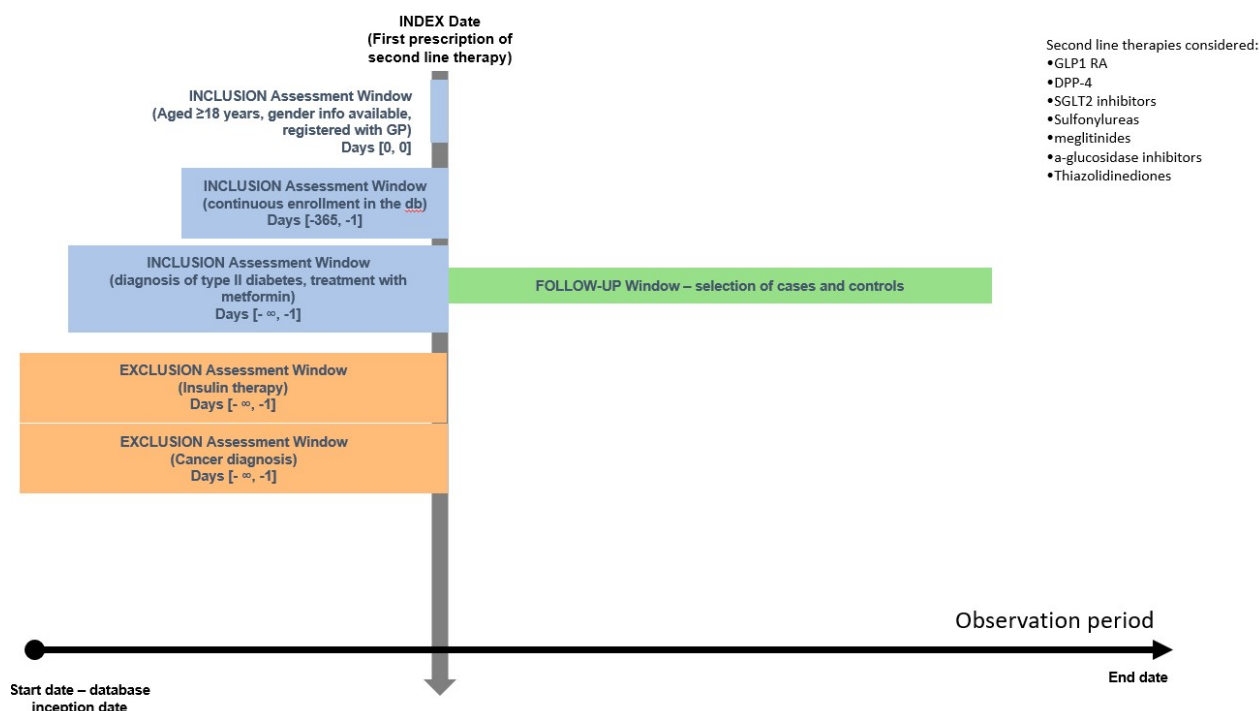 INDEX Date
(First prescription of
second line therapy)
Second line therapies considered:
•GLP1 RA
•DPP-4
•SGLT2 inhibitors
•Sulfonylureas
•meglitinides
•a-glucosidase inhibitors
•Thiazolidinediones
INCLUSION Assessment Window
(Aged ≥18 years, gender info available,
registered with GP)
Days [0, 0]
INCLUSION Assessment Window
(continuous enrollment in the db)
Days [-365, -1]
INCLUSION Assessment Window
(diagnosis of type II diabetes, treatment with
metformin)
Days [- ∞, -1]
FOLLOW-UP Window – selection of cases and controls
EXCLUSION Assessment Window
(Insulin therapy)
Days [- ∞, -1]
EXCLUSION Assessment Window
(Cancer diagnosis)
Days [- ∞, -1]
Observation period
Start date – database
inception date
End date